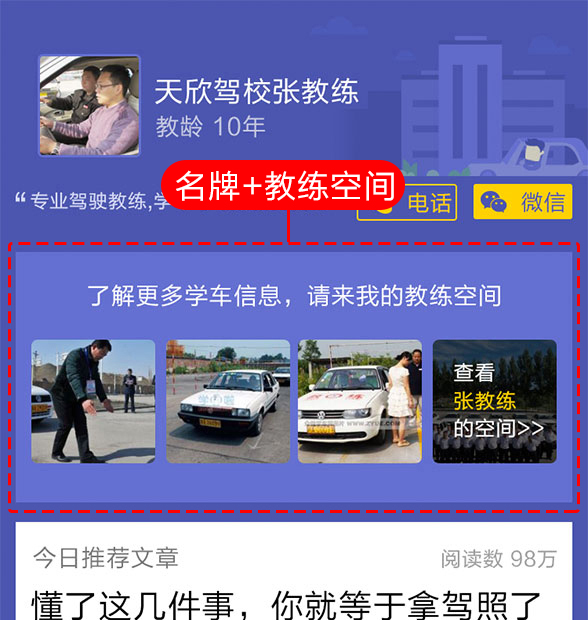 天欣驾校张教练
教龄 10年
名牌+教练空间
“专业驾驶教练,学
电话
微信
了解更多学车信息，请来我的教练空间
查看
张教练
的空间>>
今日推荐文章
阅读数 98万
懂了这几件事，你就等于拿驾照了